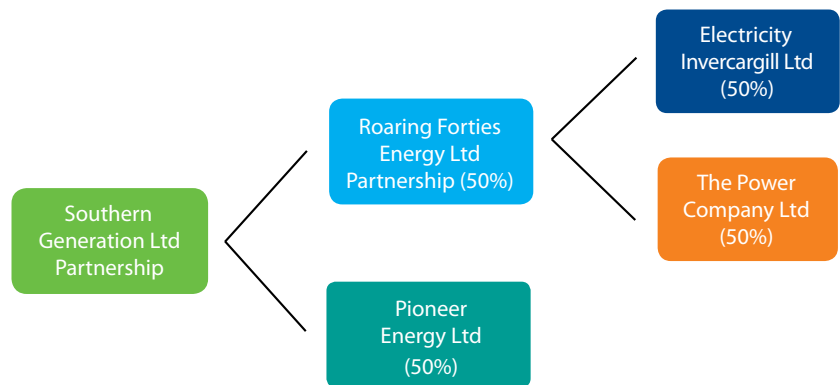 Southern
Generation Ltd
Partnership
Roaring Forties
Energy Ltd
Partnership (50%)
Pioneer
Energy Ltd
(50%)
Electricity
Invercargill Ltd
(50%)
The Power
Company Ltd
(50%)